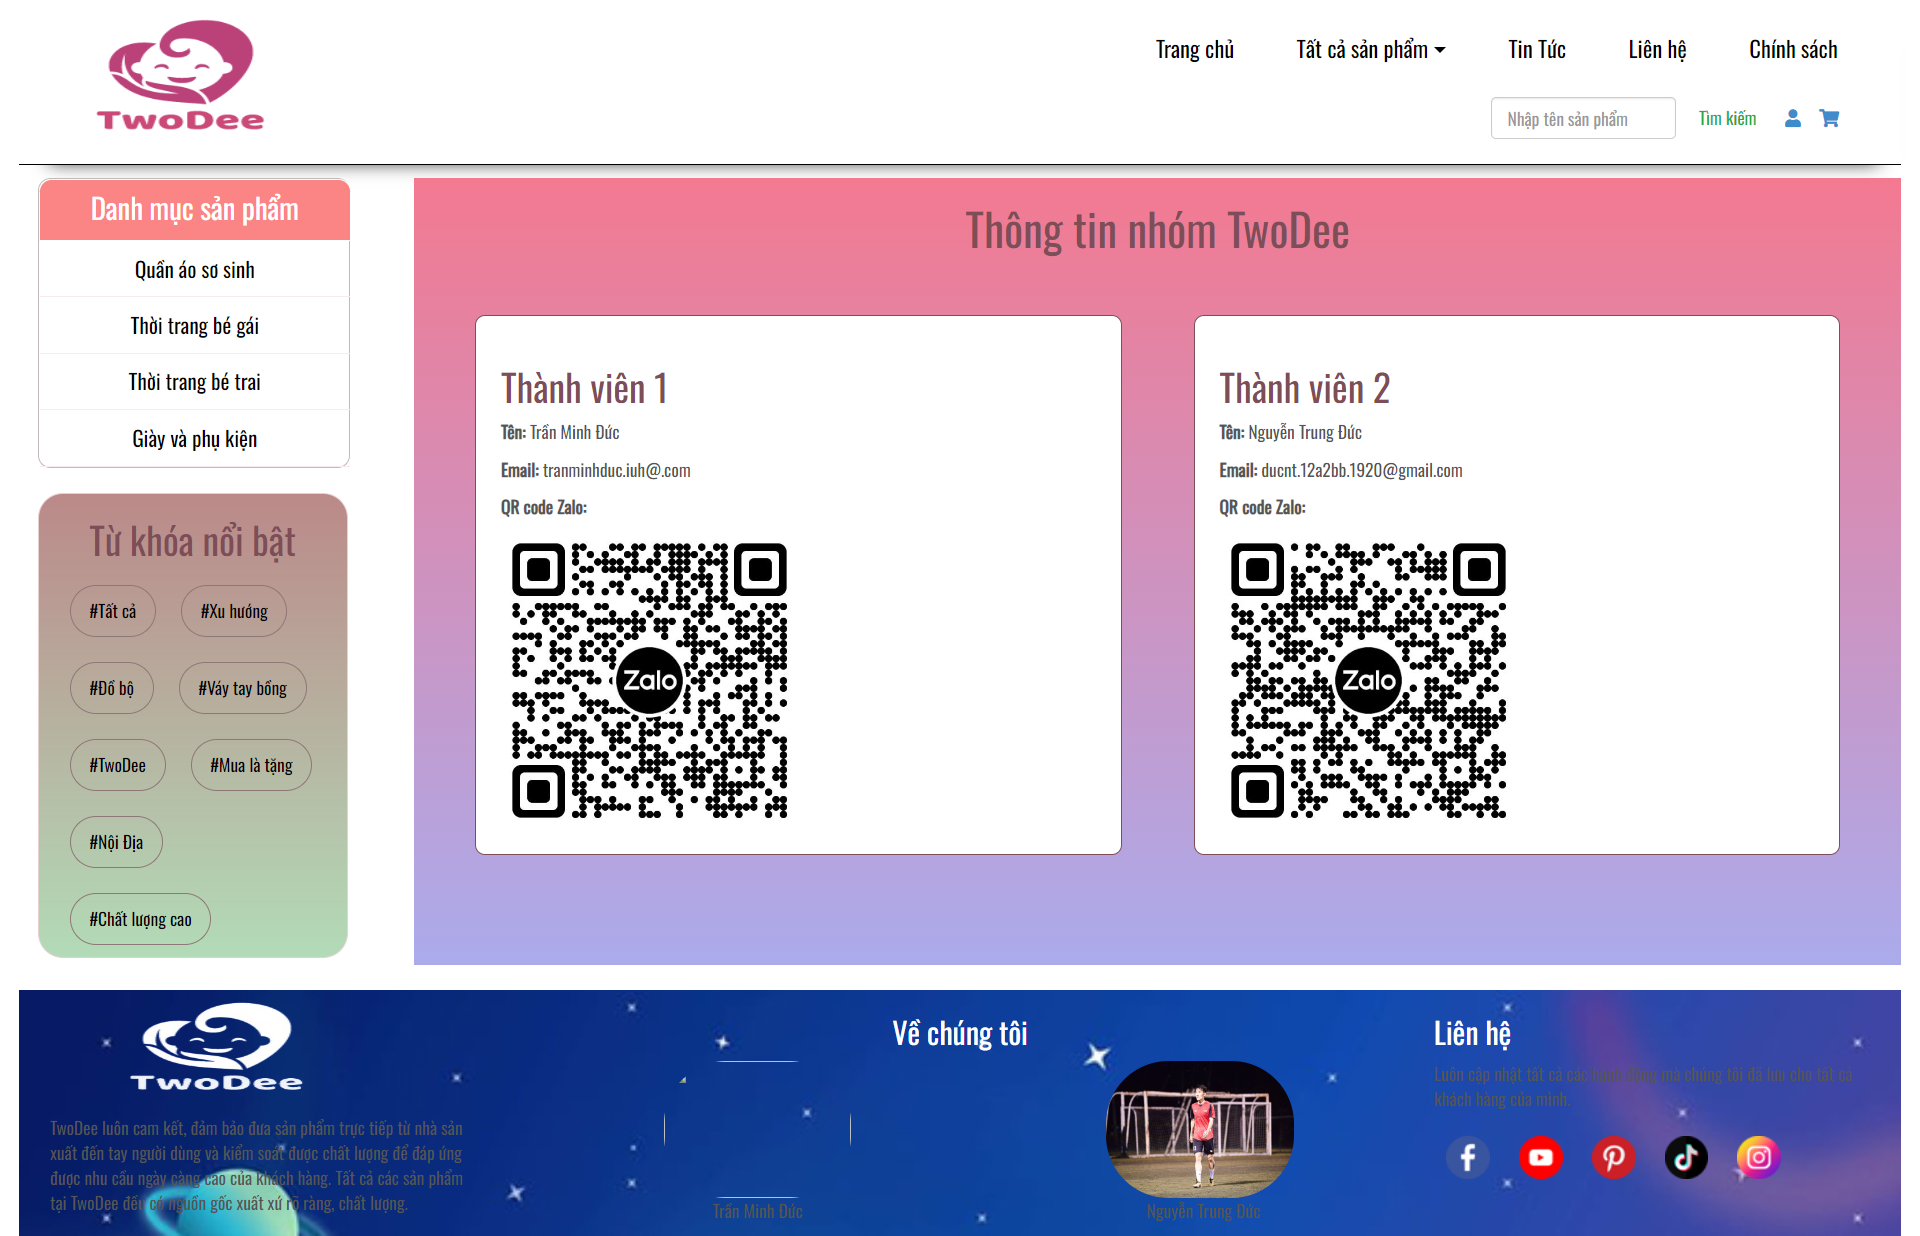 TwoDee
Trang chủ
Tất cả sản phẩm
Tin Tức
Liên hệ
Chính sách
Nhập tên sản phẩm
Tìm kiếm
Danh mục sản phẩm
Quần áo sơ sinh
Thời trang bé gái
Thời trang bé trai
Giày và phụ kiện
Từ khóa nổi bật
#Tất cả
#Xu hướng
#Đồ bộ
#Váy tay bồng
#TwoDee
#Mua là tặng
#Nội Địa
#Chất lượng cao
Thông tin nhóm TwoDee
Thành viên 1
Tên: Trần Minh Đức
Email: tranminhduc.iuh@.com
QR code Zalo:
Zalo
Thành viên 2
Tên: Nguyễn Trung Đức
Email: ducnt.12a2bb.1920@gmail.com
QR code Zalo:
Zalo
TwoDee
TwoDee luôn cam kết, đảm bảo đưa sản phẩm trực tiếp từ nhà sản
xuất đến tay người dùng và kiểm soát được chất lượng để đáp ứng
được nhu cầu ngày càng cao của khách hàng. Tất cả các sản phẩm
tại TwoDee đều có nguồn gốc xuất xứ rõ ràng, chất lượng.
Về chúng tôi
Trần Minh Đức
Nguyễn Trung Đức
Liên hệ
Luôn cập nhật tất cả các hành động mà chúng tôi đã lưu cho tất cả
khách hàng của mình.